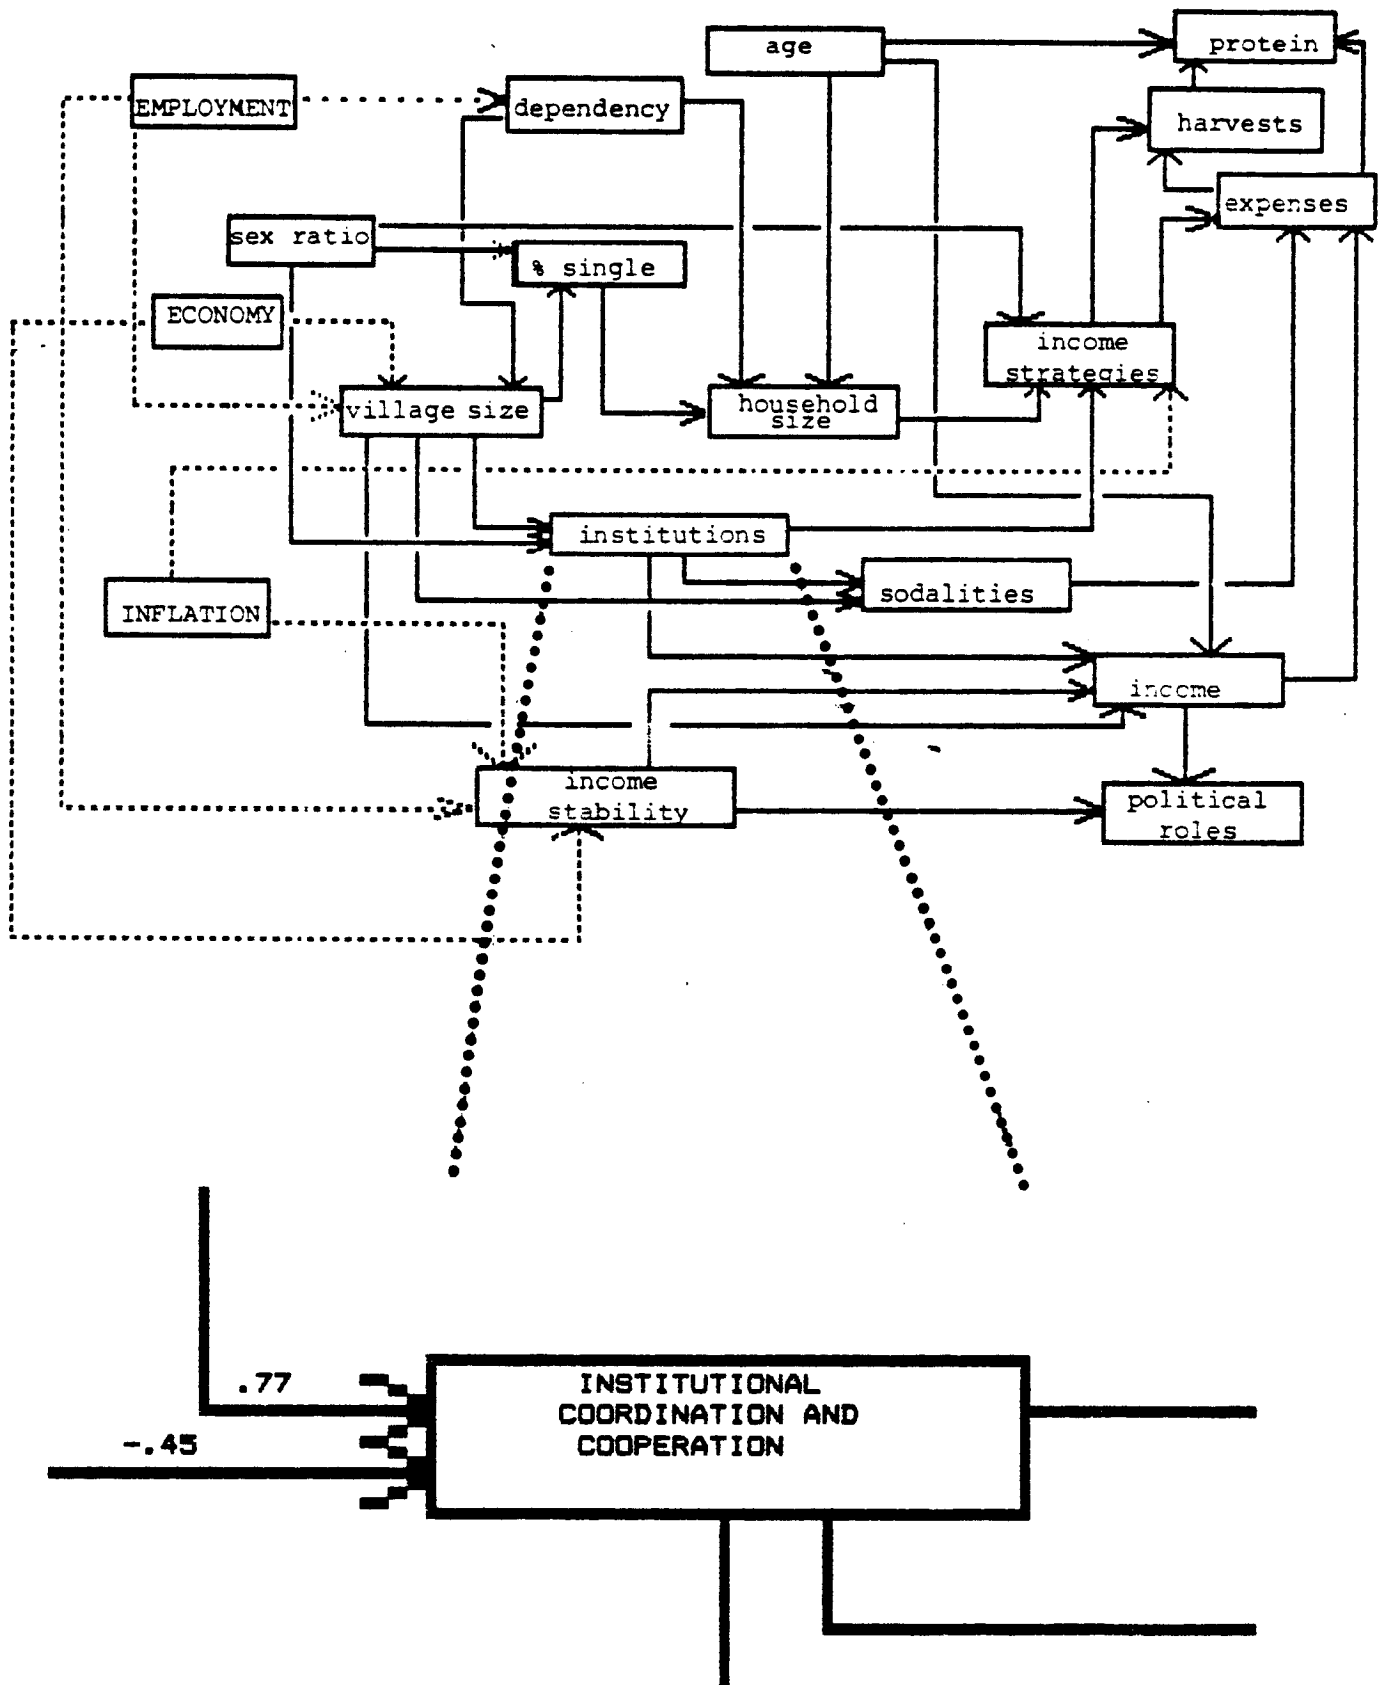 age
protein
EMPLOYMENT
dependency
harvests
expenses
sex ratio
% single
ECONOMY
income
strategies
village size
household
size
institutions
sodalities
INFLATION
income
income
stability
political
roles
.77
-.45
INSTITUTIONAL
COORDINATION AND
COOPERATION